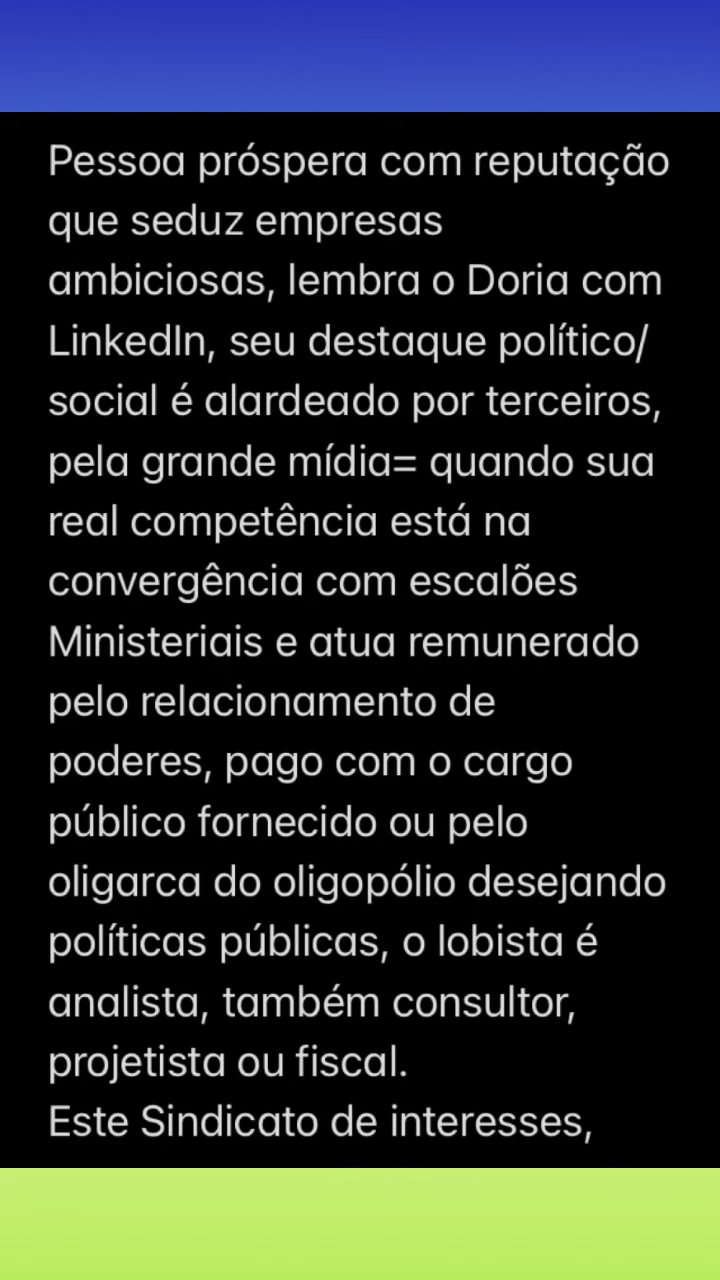 Pessoa próspera com reputação
que seduz empresas
ambiciosas, lembra o Doria com
LinkedIn, seu destaque político/
social é alardeado por terceiros,
pela grande mídia= quando sua
real competência está na
convergência com escalões
Ministeriais e atua remunerado
pelo relacionamento de
poderes, pago com o cargo
público fornecido ou pelo
oligarca do oligopólio desejando
políticas públicas, o lobista é
analista, também consultor,
projetista ou fiscal.
Este Sindicato de interesses,